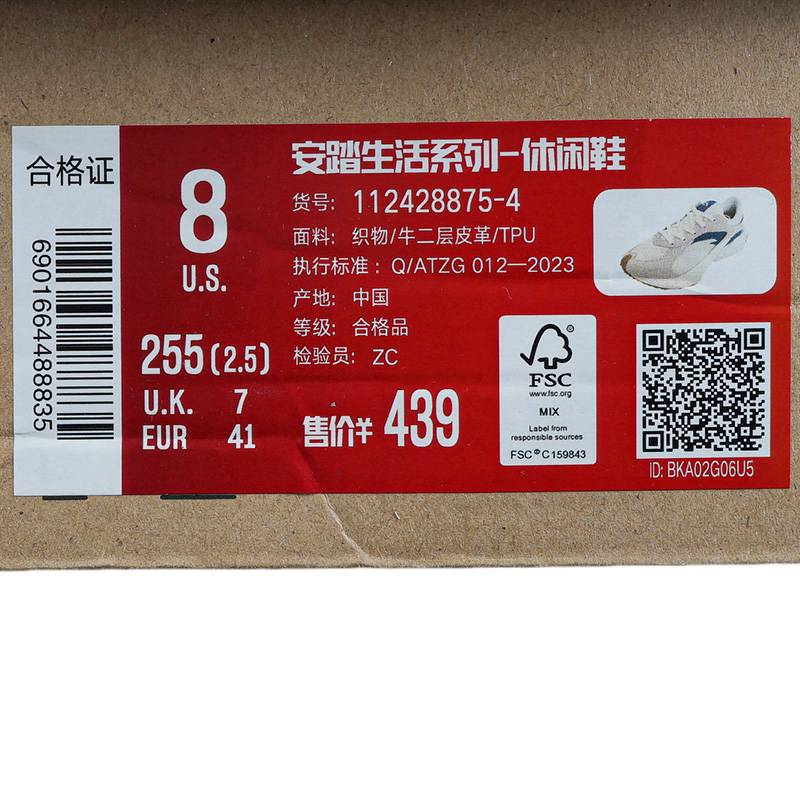 合格证
6901664488835
8
U.S.
255(2.5)
U.K. 7
EUR 41
安踏生活系列-休闲鞋
货号: 112428875-4
面料: 织物/牛二层皮革/TPU
执行标准: Q/ATZG 012—2023
产地: 中国
等级: 合格品
检验员: ZC
售价¥ 439
FSC
www.fsc.org
MIX
Label from
responsible sources
FSC® C159843
ID: BKA02G06U5